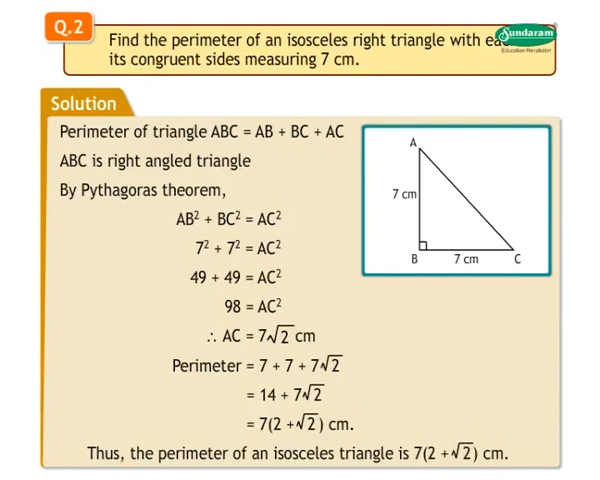 Q.2
Find the perimeter of an isosceles right triangle with
its congruent sides measuring 7 cm.
Sundaram
Education Revolution
Solution
Perimeter of triangle ABC = AB + BC + AC
ABC is right angled triangle
By Pythagoras theorem,
AB² + BC² = AC²
7² + 7² = AC²
49 + 49 = AC²
98 = AC²
∴ AC = 7√2 cm
Perimeter = 7 + 7 + 7√2
= 14 + 7√2
= 7(2 +√2) cm.
Thus, the perimeter of an isosceles triangle is 7(2 +√2) cm.
A
7 cm
B 7 cm C